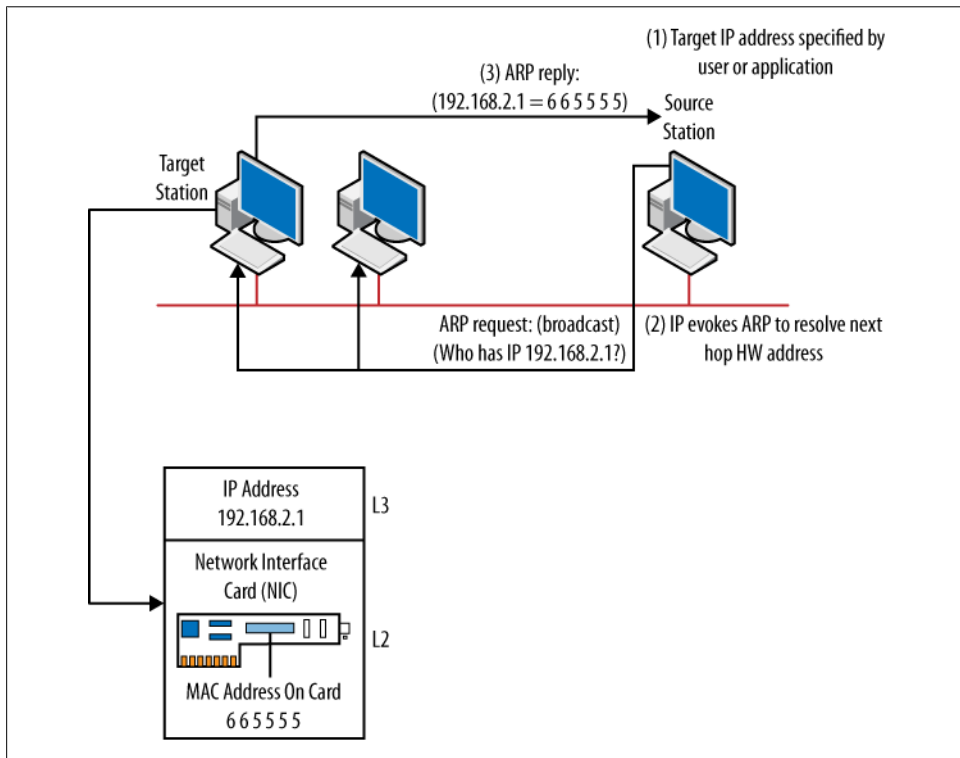 (1) Target IP address specified by
user or application
(3) ARP reply:
(192.168.2.1 = 6 6 5 5 5 5)
Source
Station
Target
Station
ARP request: (broadcast)
(Who has IP 192.168.2.1?)
(2) IP evokes ARP to resolve next
hop HW address
IP Address
192.168.2.1
L3
Network Interface
Card (NIC)
L2
MAC Address On Card
6 6 5 5 5 5